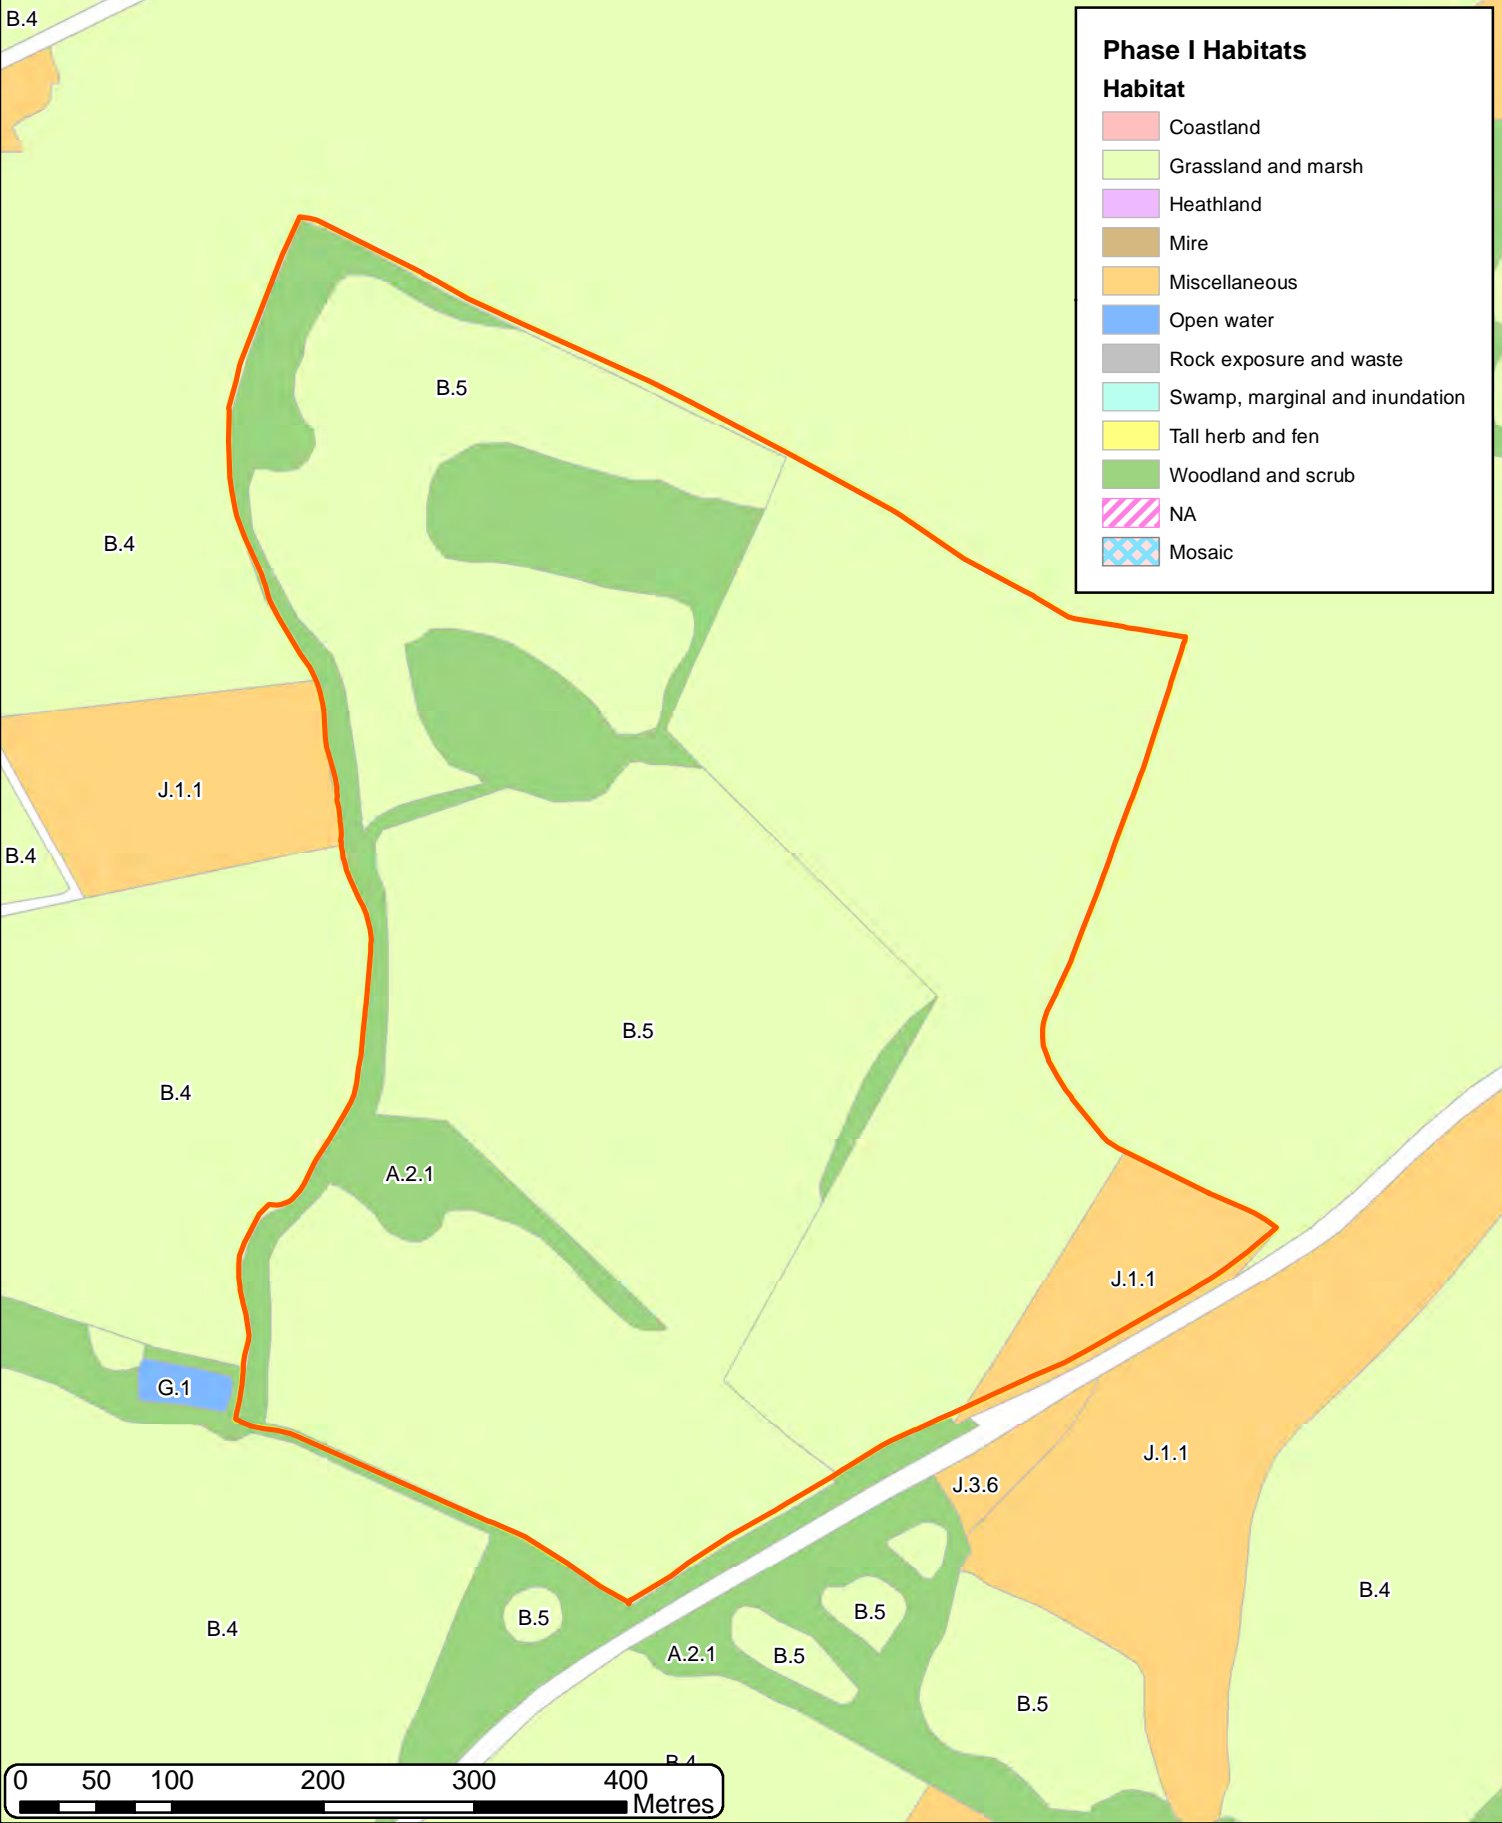 B.4
Phase I Habitats
Habitat
Coastland
Grassland and marsh
Heathland
Mire
Miscellaneous
Open water
Rock exposure and waste
Swamp, marginal and inundation
Tall herb and fen
Woodland and scrub
NA
Mosaic
B.5
B.4
J.1.1
B.4
B.5
B.4
A.2.1
J.1.1
G.1
J.1.1
J.3.6
B.4
B.5
B.5
B.4
A.2.1
B.5
B.5
B.4
0 50 100 200 300 400
Metres